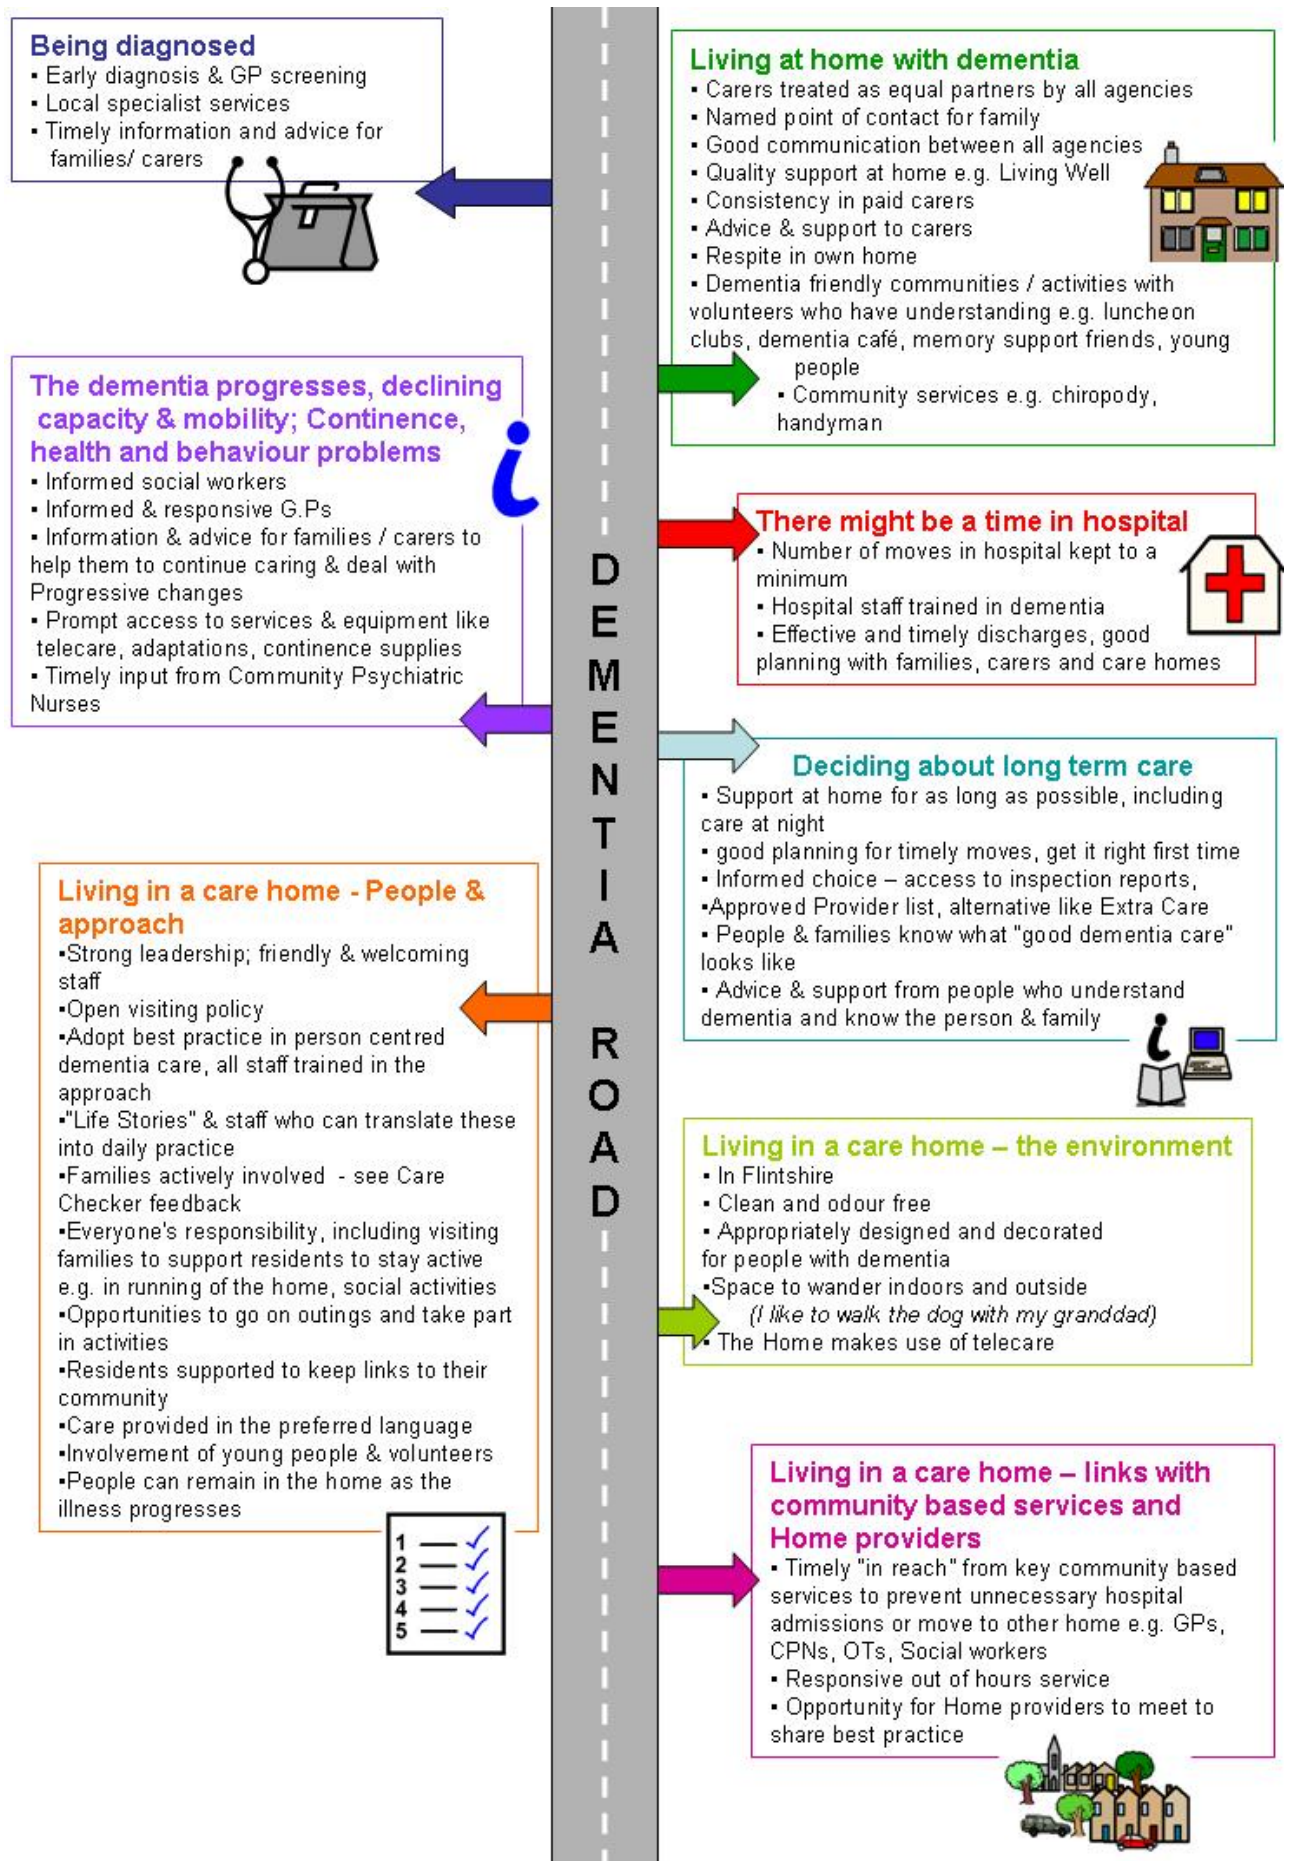 Being diagnosed
▪ Early diagnosis & GP screening
▪ Local specialist services
▪ Timely information and advice for
families/ carers
Living at home with dementia
▪ Carers treated as equal partners by all agencies
▪ Named point of contact for family
▪ Good communication between all agencies
▪ Quality support at home e.g. Living Well
▪ Consistency in paid carers
▪ Advice & support to carers
▪ Respite in own home
▪ Dementia friendly communities / activities with
volunteers who have understanding e.g. luncheon
clubs, dementia café, memory support friends, young
people
▪ Community services e.g. chiropody,
handyman
The dementia progresses, declining
capacity & mobility; Continence,
health and behaviour problems
▪ Informed social workers
▪ Informed & responsive G.Ps
▪ Information & advice for families / carers to
help them to continue caring & deal with
Progressive changes
▪ Prompt access to services & equipment like
telecare, adaptations, continence supplies
▪ Timely input from Community Psychiatric
Nurses
i
There might be a time in hospital
▪ Number of moves in hospital kept to a
minimum
▪ Hospital staff trained in dementia
▪ Effective and timely discharges, good
planning with families, carers and care homes
DEMENTIA ROAD
Deciding about long term care
▪ Support at home for as long as possible, including
care at night
▪ good planning for timely moves, get it right first time
▪ Informed choice – access to inspection reports,
▪Approved Provider list, alternative like Extra Care
▪ People & families know what "good dementia care"
looks like
▪ Advice & support from people who understand
dementia and know the person & family
i
Living in a care home - People &
approach
▪Strong leadership; friendly & welcoming
staff
▪Open visiting policy
▪Adopt best practice in person centred
dementia care, all staff trained in the
approach
▪"Life Stories" & staff who can translate these
into daily practice
▪Families actively involved - see Care
Checker feedback
▪Everyone's responsibility, including visiting
families to support residents to stay active
e.g. in running of the home, social activities
▪Opportunities to go on outings and take part
in activities
▪Residents supported to keep links to their
community
▪Care provided in the preferred language
▪Involvement of young people & volunteers
▪People can remain in the home as the
illness progresses
1
2
3
4
5
Living in a care home – the environment
▪ In Flintshire
▪ Clean and odour free
▪ Appropriately designed and decorated
for people with dementia
▪Space to wander indoors and outside
(I like to walk the dog with my granddad)
▪ The Home makes use of telecare
Living in a care home – links with
community based services and
Home providers
▪ Timely "in reach" from key community based
services to prevent unnecessary hospital
admissions or move to other home e.g. GPs,
CPNs, OTs, Social workers
▪ Responsive out of hours service
▪ Opportunity for Home providers to meet to
share best practice